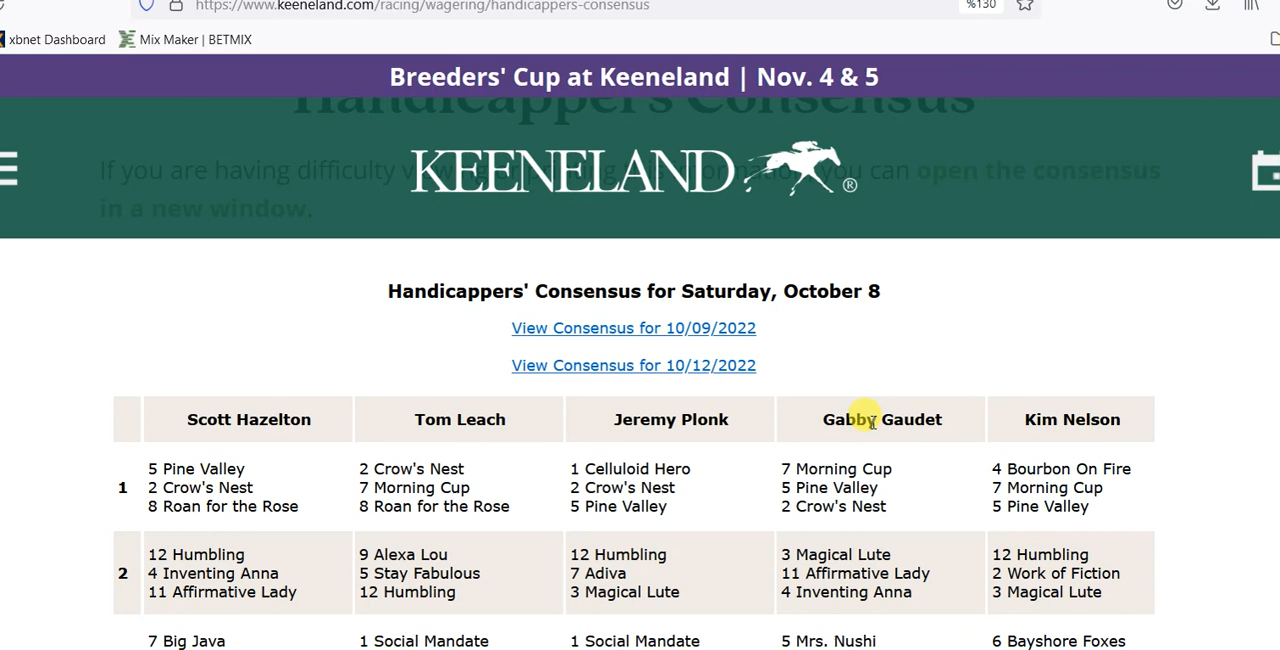 https://www.keeneland.com/racing/wagering/handicappers-consensus
%130
xbnet Dashboard
Mix Maker | BETMIX
Breeders' Cup at Keeneland | Nov. 4 & 5
Handicappers Consensus
If you are having difficulty viewing or printing this information, you can open the consensus
in a new window.
KEENELAND ®
Handicappers' Consensus for Saturday, October 8
View Consensus for 10/09/2022
View Consensus for 10/12/2022
Scott Hazelton Tom Leach Jeremy Plonk Gabby Gaudet Kim Nelson
5 Pine Valley 2 Crow's Nest 1 Celluloid Hero 7 Morning Cup 4 Bourbon On Fire
1 2 Crow's Nest 7 Morning Cup 2 Crow's Nest 5 Pine Valley 7 Morning Cup
8 Roan for the Rose 8 Roan for the Rose 5 Pine Valley 2 Crow's Nest 5 Pine Valley
12 Humbling 9 Alexa Lou 12 Humbling 3 Magical Lute 12 Humbling
2 4 Inventing Anna 5 Stay Fabulous 7 Adiva 11 Affirmative Lady 2 Work of Fiction
11 Affirmative Lady 12 Humbling 3 Magical Lute 4 Inventing Anna 3 Magical Lute
7 Big Java 1 Social Mandate 1 Social Mandate 5 Mrs. Nushi 6 Bayshore Foxes